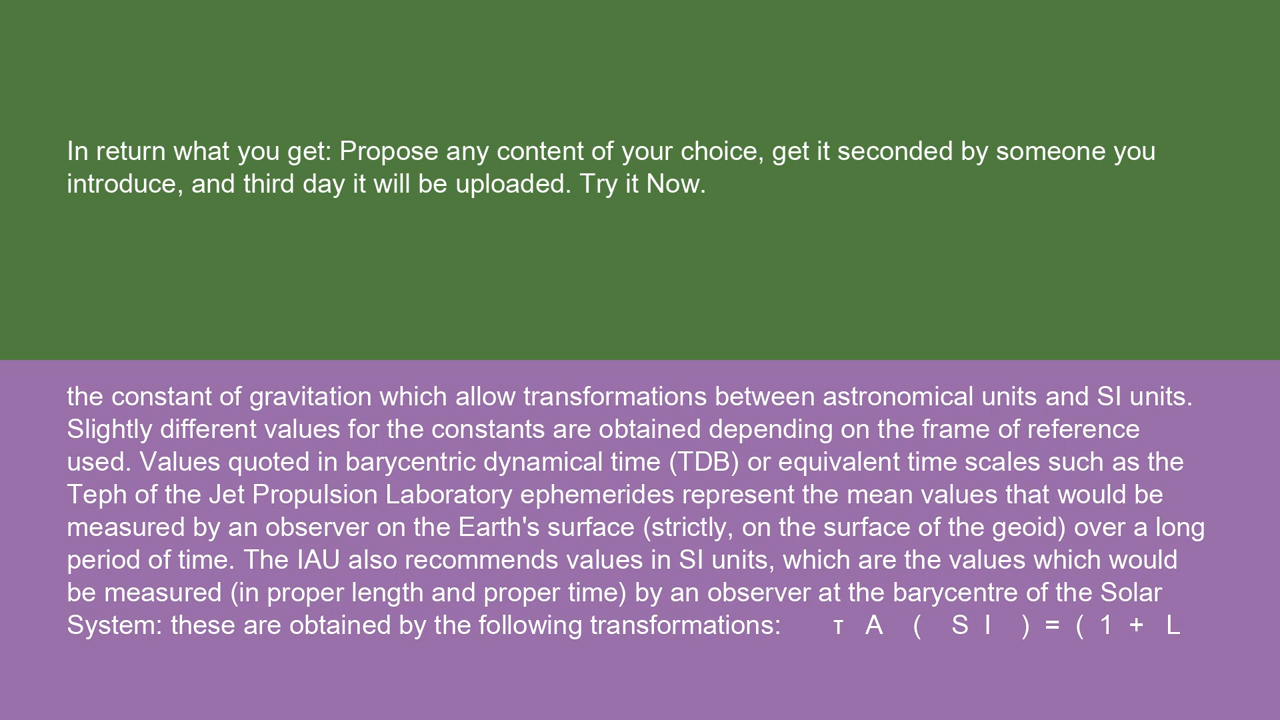 In return what you get: Propose any content of your choice, get it seconded by someone you
introduce, and third day it will be uploaded. Try it Now.
the constant of gravitation which allow transformations between astronomical units and SI units.
Slightly different values for the constants are obtained depending on the frame of reference
used. Values quoted in barycentric dynamical time (TDB) or equivalent time scales such as the
Teph of the Jet Propulsion Laboratory ephemerides represent the mean values that would be
measured by an observer on the Earth's surface (strictly, on the surface of the geoid) over a long
period of time. The IAU also recommends values in SI units, which are the values which would
be measured (in proper length and proper time) by an observer at the barycentre of the Solar
System: these are obtained by the following transformations: τ A ( S I ) = ( 1 + L